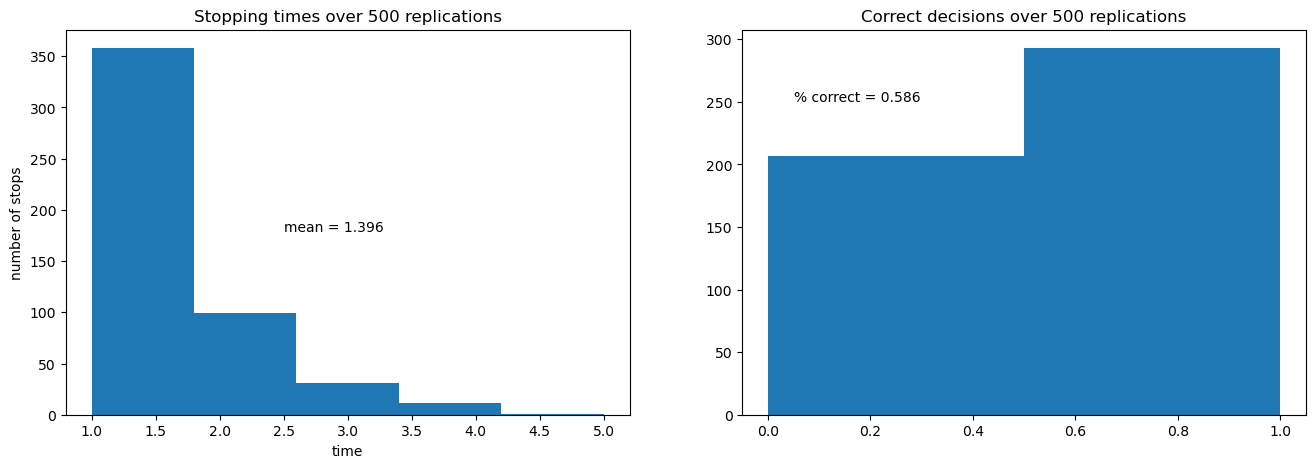 Stopping times over 500 replications
350
300
250
200
150
100
50
0
number of stops
mean = 1.396
1.0 1.5 2.0 2.5 3.0 3.5 4.0 4.5 5.0
time
Correct decisions over 500 replications
300
250
200
150
100
50
0
% correct = 0.586
0.0 0.2 0.4 0.6 0.8 1.0